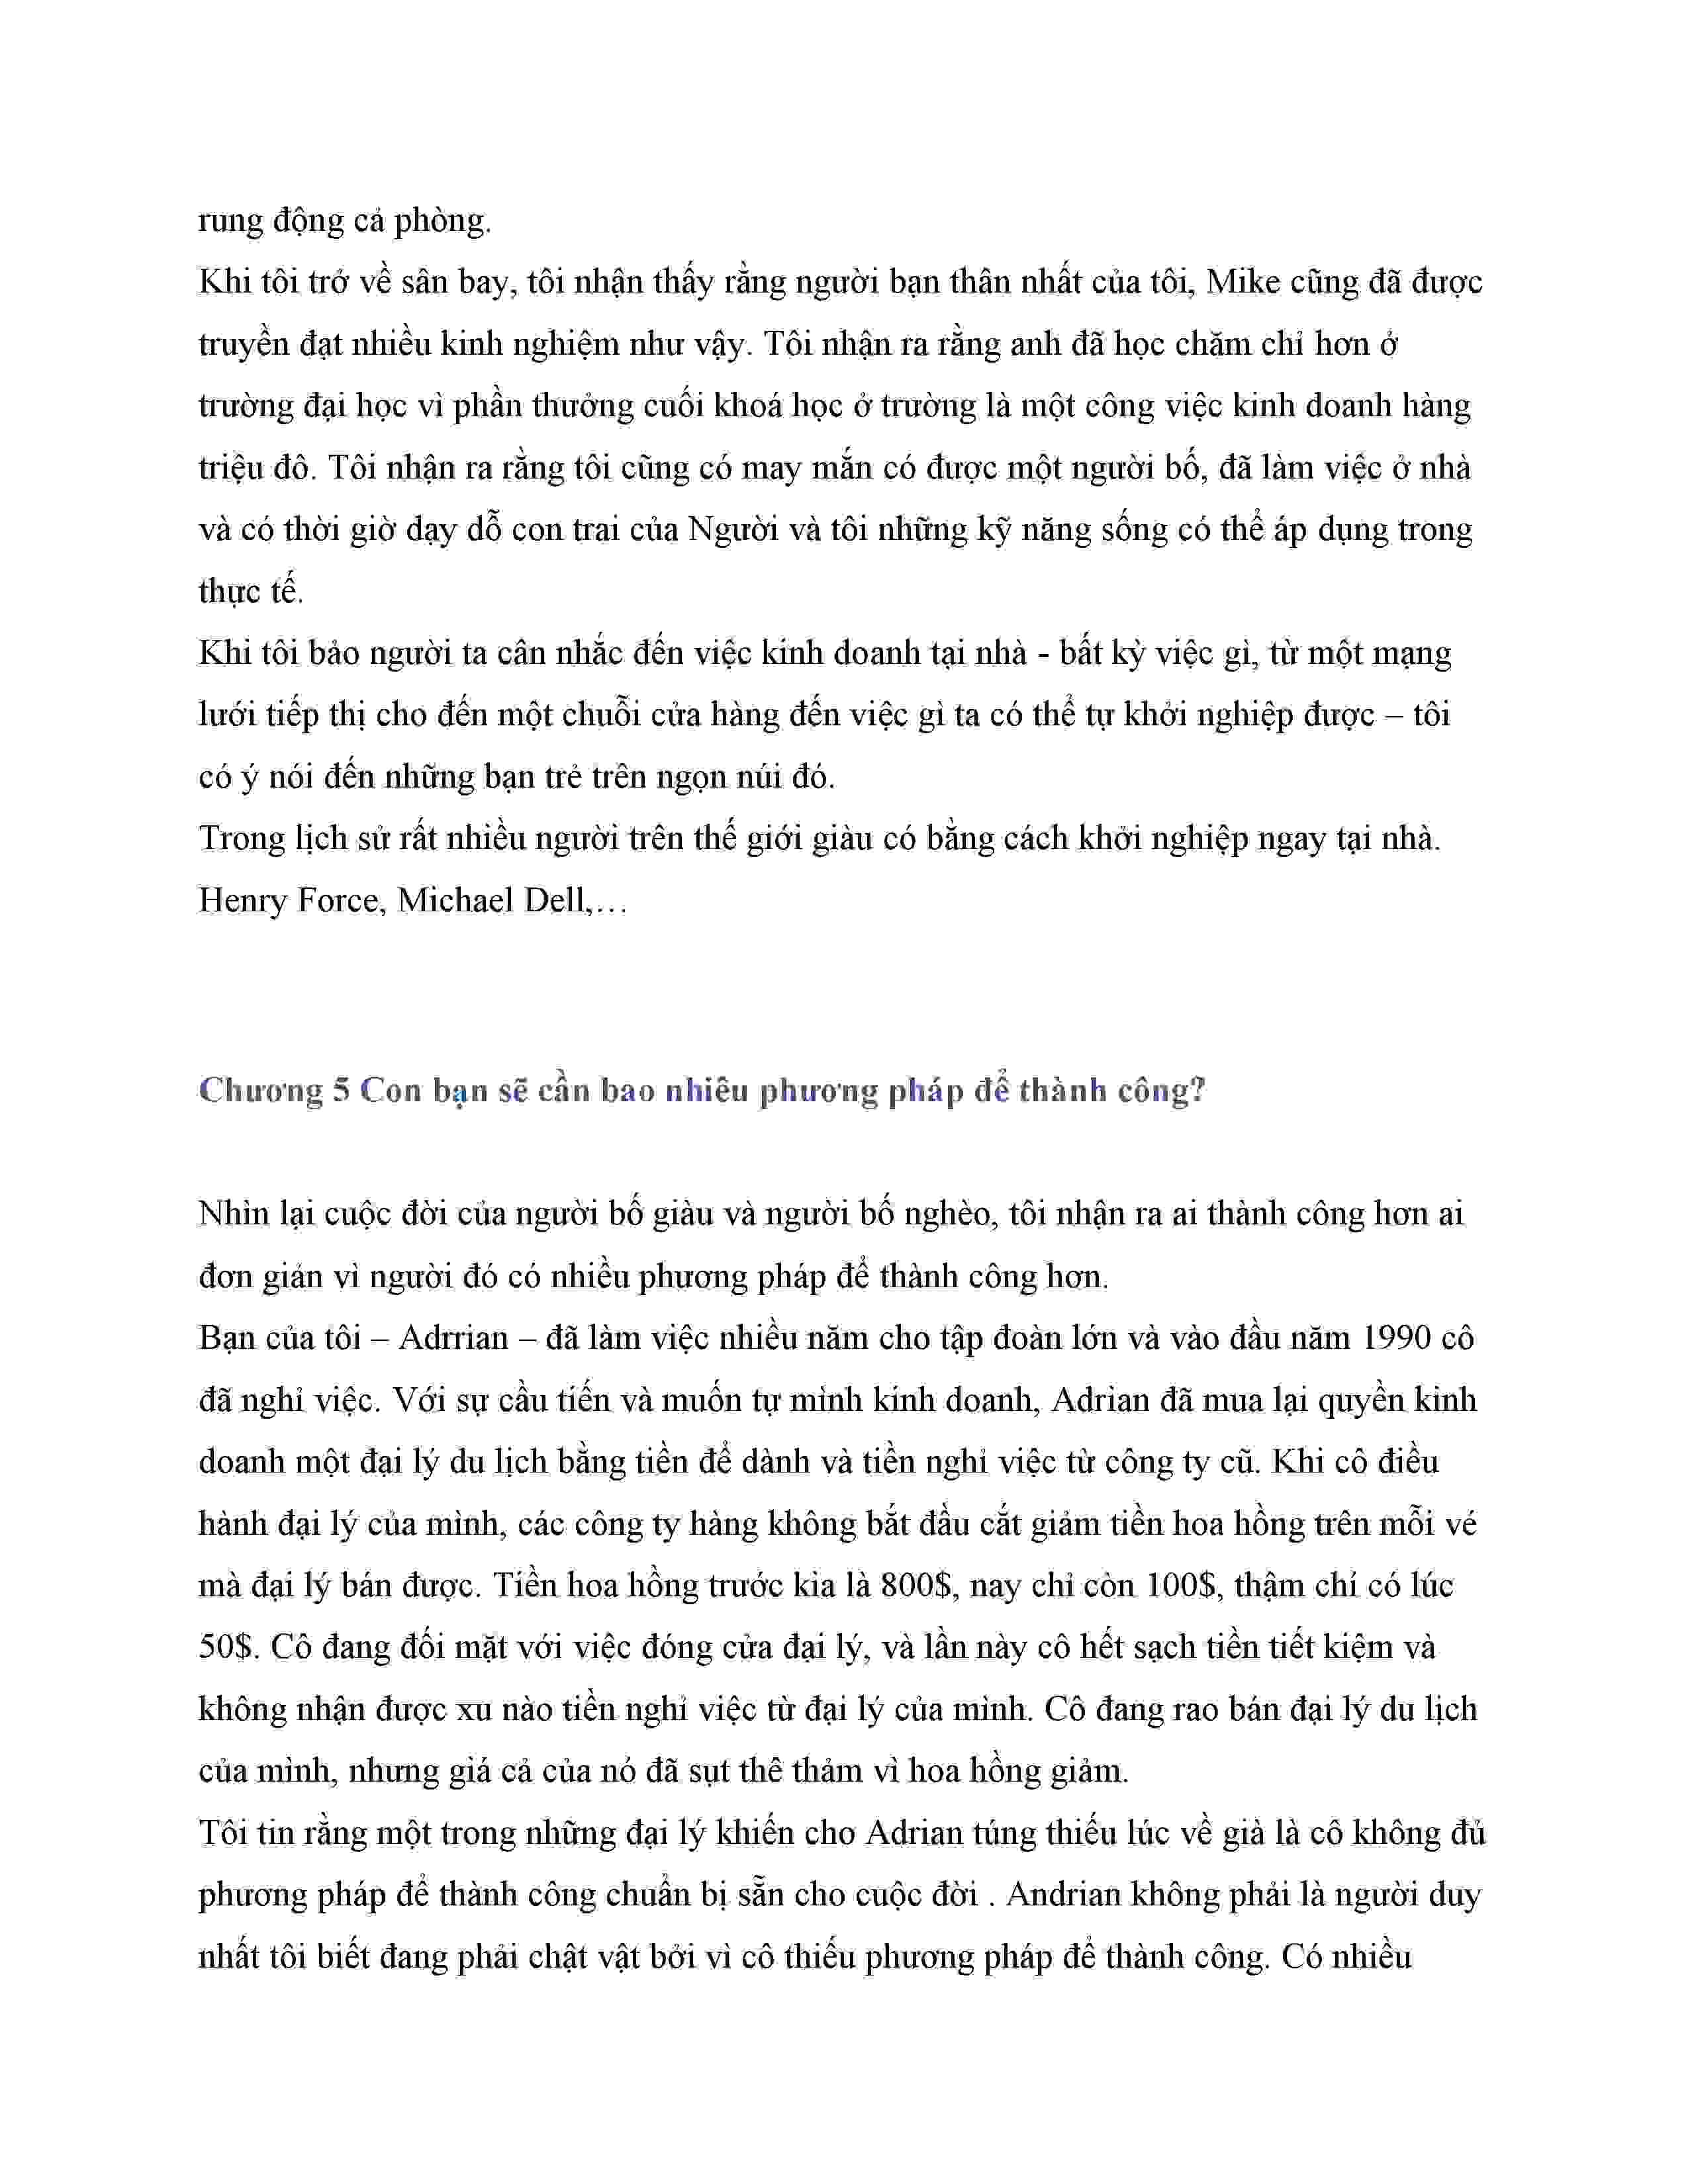 rung động cả phòng.
Khi tôi trở về sân bay, tôi nhận thấy rằng người bạn thân nhất của tôi, Mike cũng đã được
truyền đạt nhiều kinh nghiệm như vậy. Tôi nhận ra rằng anh đã học chăm chỉ hơn ở
trường đại học vì phần thưởng cuối khoá học ở trường là một công việc kinh doanh hàng
triệu đô. Tôi nhận ra rằng tôi cũng có may mắn có được một người bố, đã làm việc ở nhà
và có thời giờ dạy dỗ con trai của Người và tôi những kỹ năng sống có thể áp dụng trong
thực tế.
Khi tôi bảo người ta cân nhắc đến việc kinh doanh tại nhà - bất kỳ việc gì, từ một mạng
lưới tiếp thị cho đến một chuỗi cửa hàng đến việc gì ta có thể tự khởi nghiệp được – tôi
có ý nói đến những bạn trẻ trên ngọn núi đó.
Trong lịch sử rất nhiều người trên thế giới giàu có bằng cách khởi nghiệp ngay tại nhà.
Henry Force, Michael Dell,…
Chương 5 Con bạn sẽ cần bao nhiêu phương pháp để thành công?
Nhìn lại cuộc đời của người bố giàu và người bố nghèo, tôi nhận ra ai thành công hơn ai
đơn giản vì người đó có nhiều phương pháp để thành công hơn.
Bạn của tôi – Adrrian – đã làm việc nhiều năm cho tập đoàn lớn và vào đầu năm 1990 cô
đã nghỉ việc. Với sự cầu tiến và muốn tự mình kinh doanh, Adrian đã mua lại quyền kinh
doanh một đại lý du lịch bằng tiền để dành và tiền nghỉ việc từ công ty cũ. Khi cô điều
hành đại lý của mình, các công ty hàng không bắt đầu cắt giảm tiền hoa hồng trên mỗi vé
mà đại lý bán được. Tiền hoa hồng trước kia là 800$, nay chỉ còn 100$, thậm chí có lúc
50$. Cô đang đối mặt với việc đóng cửa đại lý, và lần này cô hết sạch tiền tiết kiệm và
không nhận được xu nào tiền nghỉ việc từ đại lý của mình. Cô đang rao bán đại lý du lịch
của mình, nhưng giá cả của nó đã sụt thê thảm vì hoa hồng giảm.
Tôi tin rằng một trong những đại lý khiến cho Adrian túng thiếu lúc về già là cô không đủ
phương pháp để thành công chuẩn bị sẵn cho cuộc đời . Andrian không phải là người duy
nhất tôi biết đang phải chật vật bởi vì cô thiếu phương pháp để thành công. Có nhiều